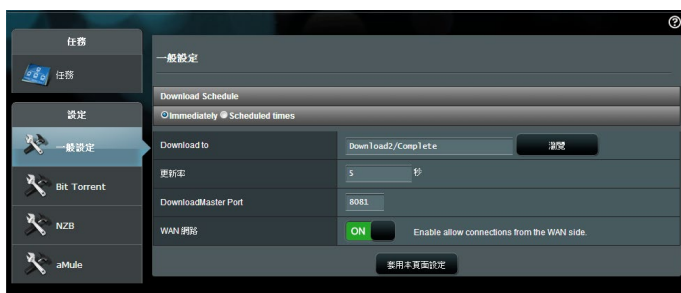 任務
任務
設定
一般設定
Bit Torrent
NZB
aMule
一般設定
Download Schedule
Immediately Scheduled times
Download to Download2/Complete 瀏覽
更新率 5 秒
DownloadMaster Port 8081
WAN 網路 ON Enable allow connections from the WAN side.
套用本頁面設定